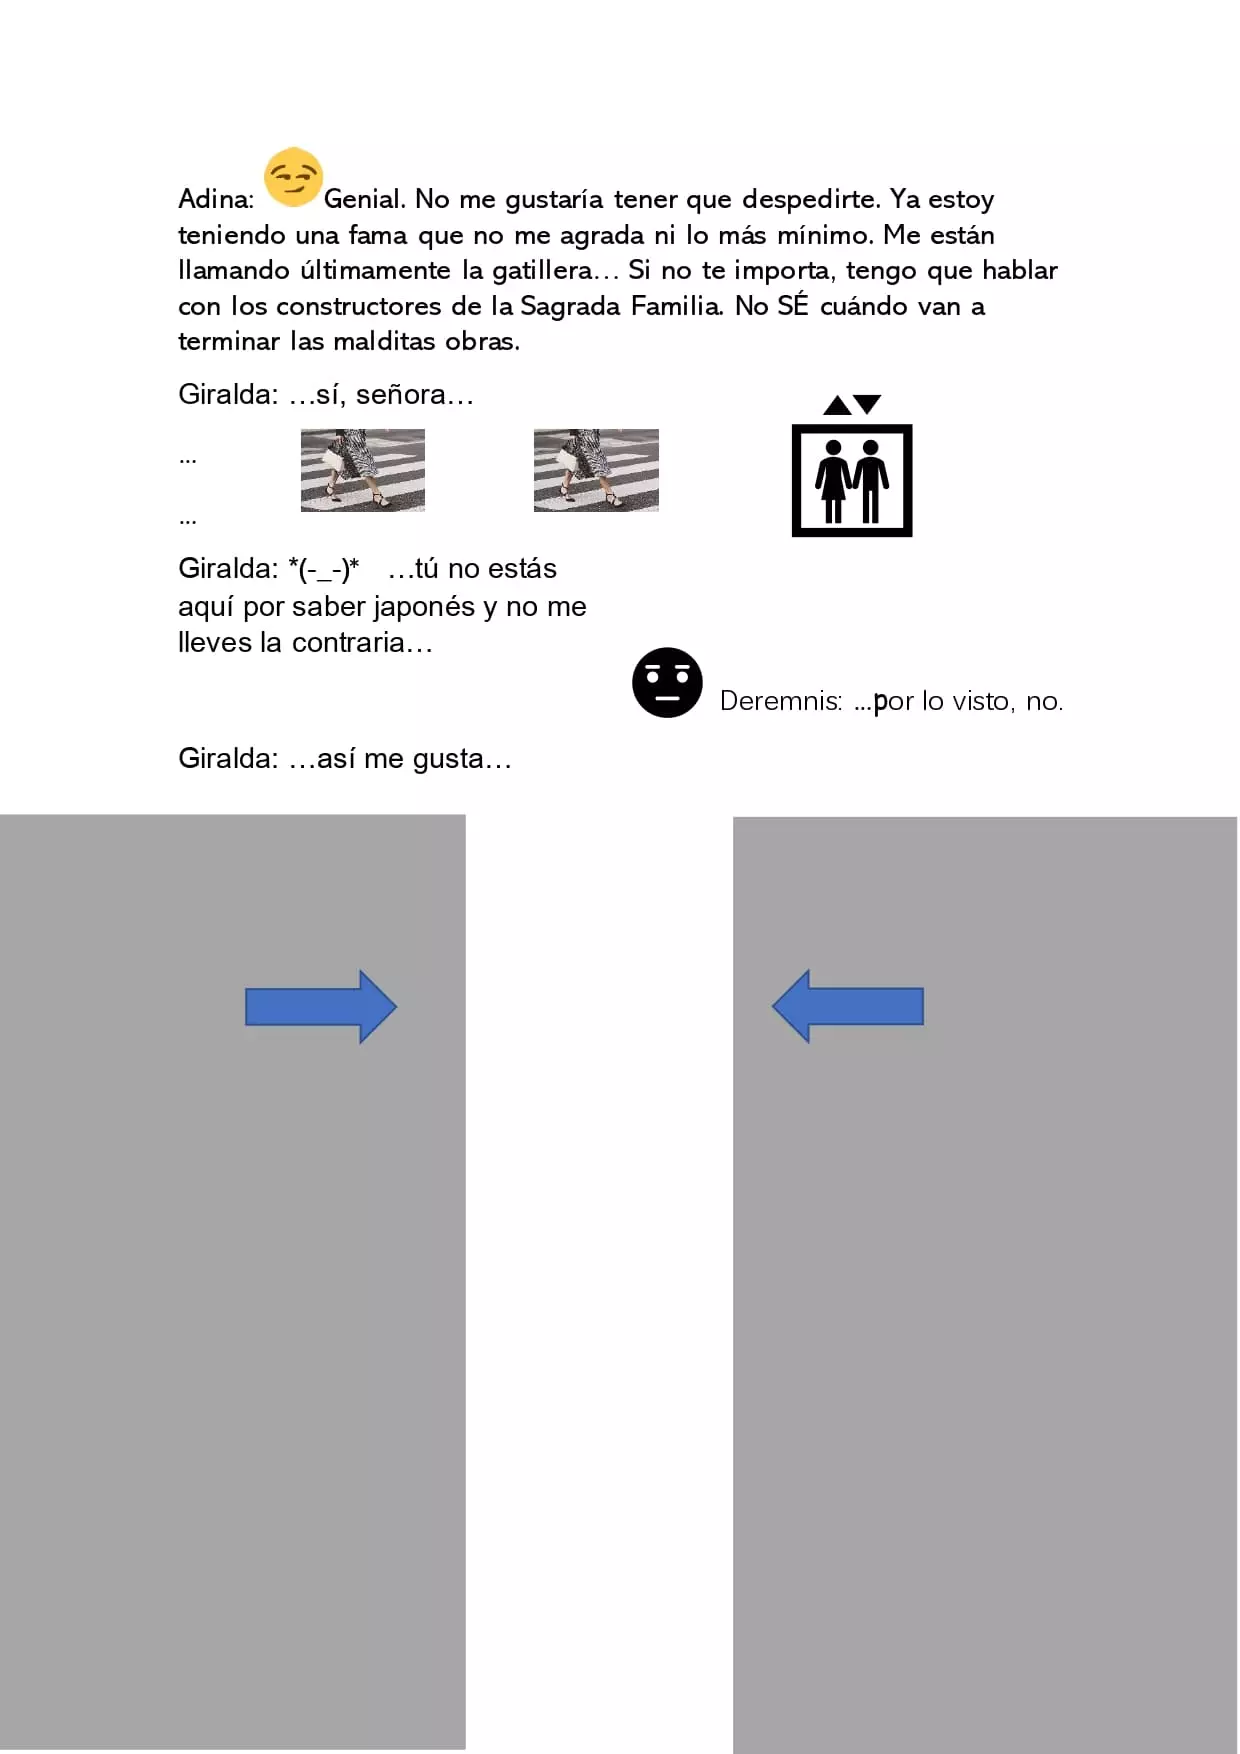 Adina: Genial. No me gustaría tener que despedirte. Ya estoy
teniendo una fama que no me agrada ni lo más mínimo. Me están
llamando últimamente la gatillera… Si no te importa, tengo que hablar
con los constructores de la Sagrada Familia. No SÉ cuándo van a
terminar las malditas obras.
Giralda: …sí, señora…
…
…
Giralda: *(-_-)* …tú no estás
aquí por saber japonés y no me
lleves la contraria…
Deremnis: …por lo visto, no.
Giralda: …así me gusta…